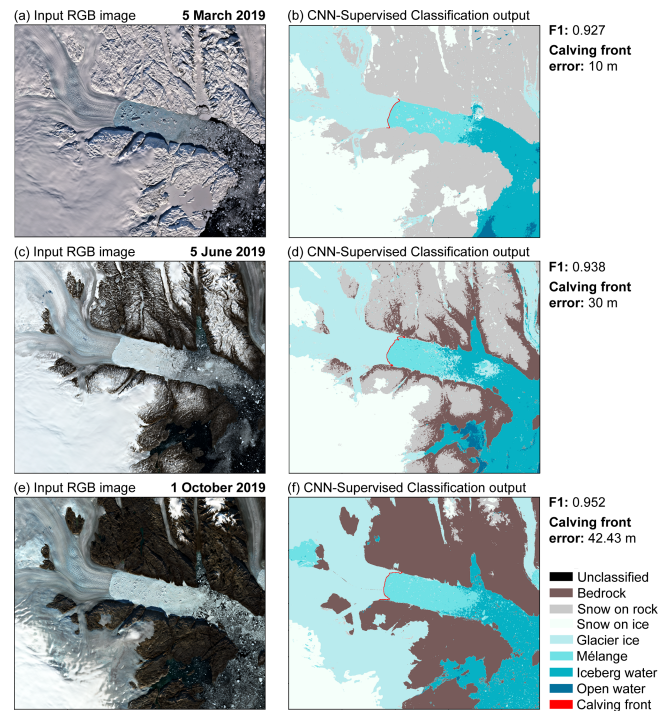 (a) Input RGB image 5 March 2019 (b) CNN-Supervised Classification output
F1: 0.927
Calving front
error: 10 m
(c) Input RGB image 5 June 2019 (d) CNN-Supervised Classification output
F1: 0.938
Calving front
error: 30 m
(e) Input RGB image 1 October 2019 (f) CNN-Supervised Classification output
F1: 0.952
Calving front
error: 42.43 m
Unclassified
Bedrock
Snow on rock
Snow on ice
Glacier ice
Mélange
Iceberg water
Open water
Calving front